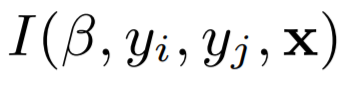 I(β, y_i, y_j, 𝐱)